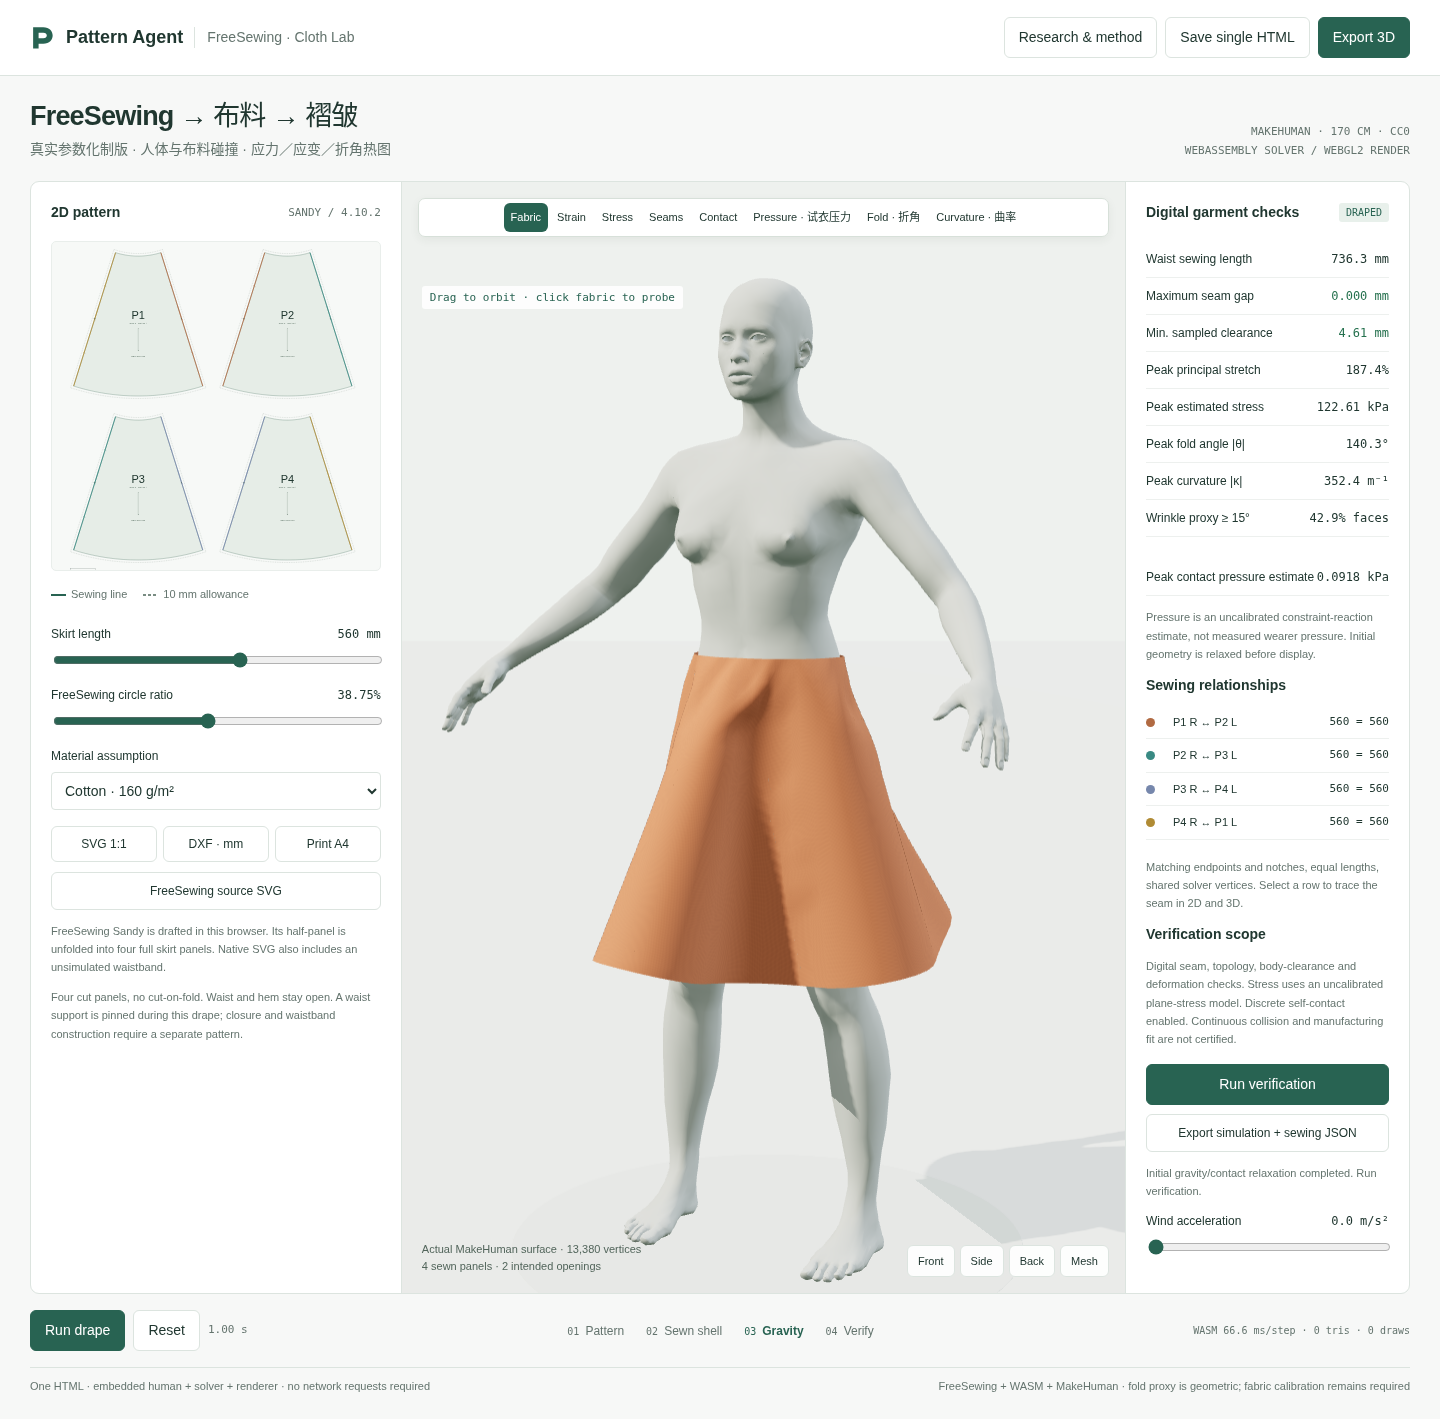 Pattern Agent
FreeSewing · Cloth Lab
Research & method
Save single HTML
Export 3D
FreeSewing → 布料 → 褶皱
真实参数化制版 · 人体与布料碰撞 · 应力／应变／折角热图
MAKEHUMAN · 170 CM · CC0
WEBASSEMBLY SOLVER / WEBGL2 RENDER
2D pattern
SANDY / 4.10.2
P1
P2
P3
P4
Sewing line
10 mm allowance
Skirt length
560 mm
FreeSewing circle ratio
38.75%
Material assumption
Cotton · 160 g/m²
SVG 1:1
DXF · mm
Print A4
FreeSewing source SVG
FreeSewing Sandy is drafted in this browser. Its half-panel is
unfolded into four full skirt panels. Native SVG also includes an
unsimulated waistband.
Four cut panels, no cut-on-fold. Waist and hem stay open. A waist
support is pinned during this drape; closure and waistband
construction require a separate pattern.
Fabric
Strain
Stress
Seams
Contact
Pressure · 试衣压力
Fold · 折角
Curvature · 曲率
Drag to orbit · click fabric to probe
Actual MakeHuman surface · 13,380 vertices
4 sewn panels · 2 intended openings
Front
Side
Back
Mesh
Digital garment checks
DRAPED
Waist sewing length
736.3 mm
Maximum seam gap
0.000 mm
Min. sampled clearance
4.61 mm
Peak principal stretch
187.4%
Peak estimated stress
122.61 kPa
Peak fold angle |θ|
140.3°
Peak curvature |κ|
352.4 m⁻¹
Wrinkle proxy ≥ 15°
42.9% faces
Peak contact pressure estimate
0.0918 kPa
Pressure is an uncalibrated constraint-reaction
estimate, not measured wearer pressure. Initial
geometry is relaxed before display.
Sewing relationships
P1 R ↔ P2 L
560 = 560
P2 R ↔ P3 L
560 = 560
P3 R ↔ P4 L
560 = 560
P4 R ↔ P1 L
560 = 560
Matching endpoints and notches, equal lengths,
shared solver vertices. Select a row to trace the
seam in 2D and 3D.
Verification scope
Digital seam, topology, body-clearance and
deformation checks. Stress uses an uncalibrated
plane-stress model. Discrete self-contact
enabled. Continuous collision and manufacturing
fit are not certified.
Run verification
Export simulation + sewing JSON
Initial gravity/contact relaxation completed. Run
verification.
Wind acceleration
0.0 m/s²
Run drape
Reset
1.00 s
01 Pattern
02 Sewn shell
03 Gravity
04 Verify
WASM 66.6 ms/step · 0 tris · 0 draws
One HTML · embedded human + solver + renderer · no network requests required
FreeSewing + WASM + MakeHuman · fold proxy is geometric; fabric calibration remains required